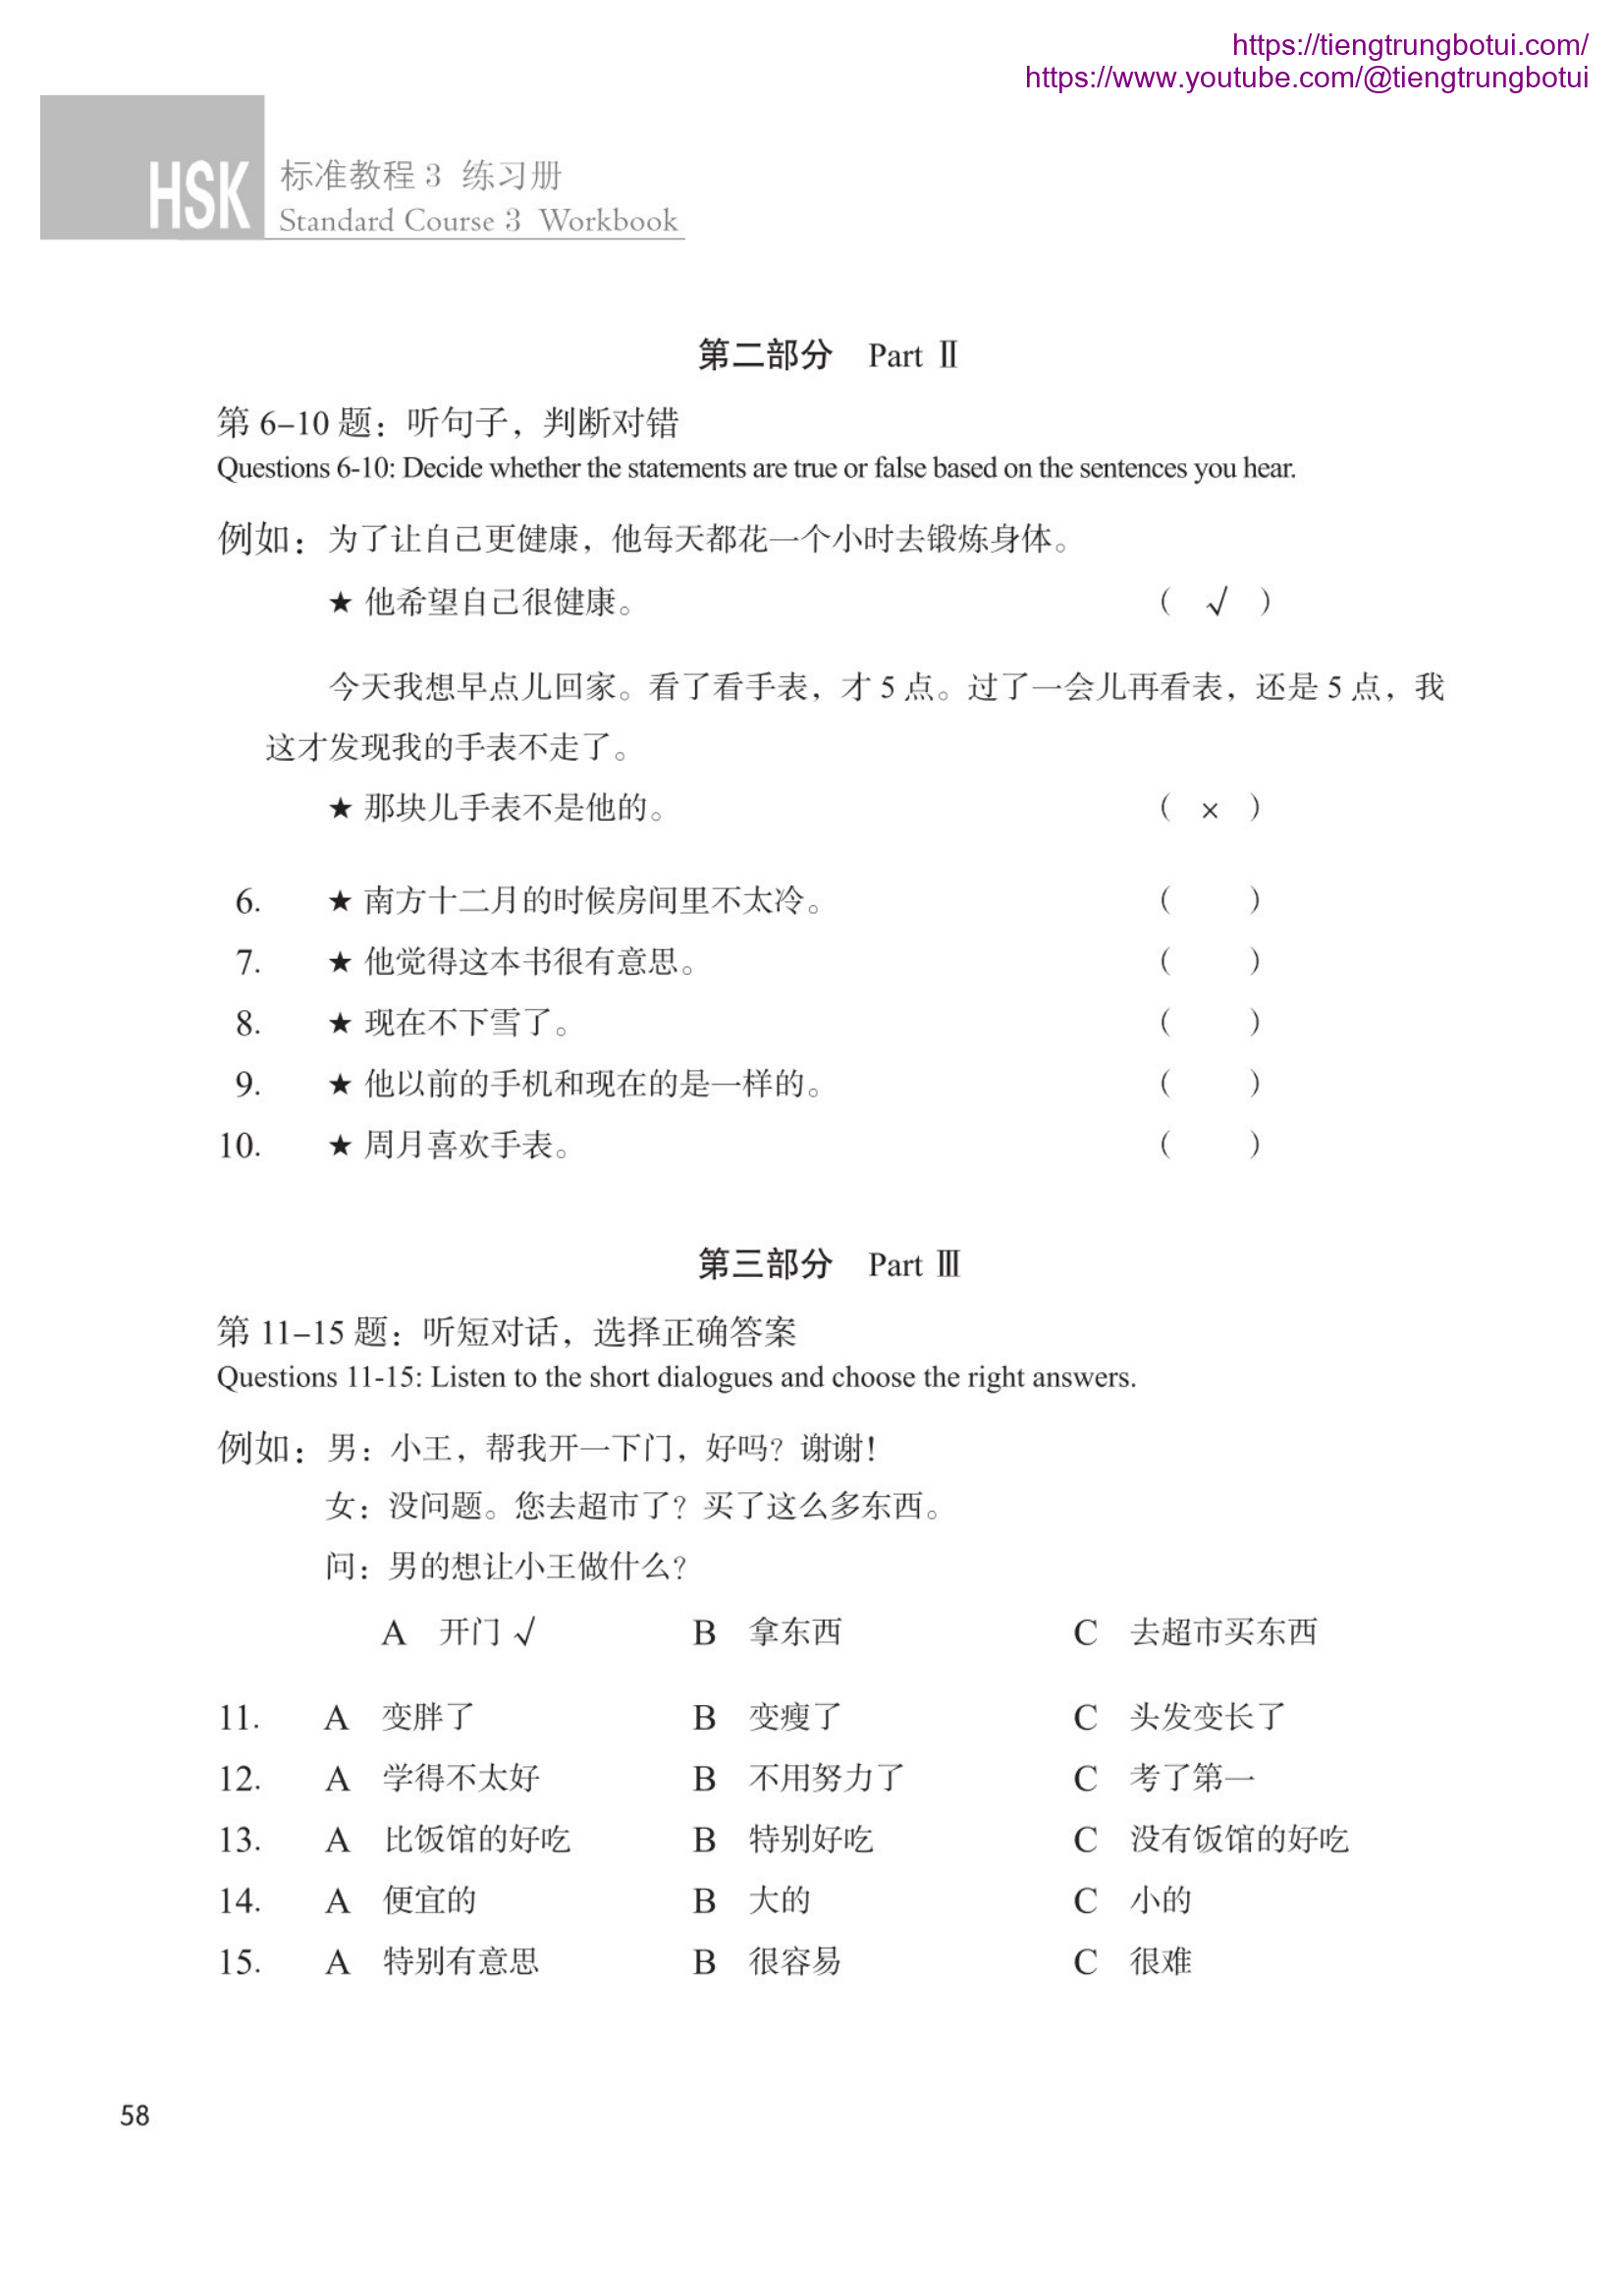 https://tiengtrungbotui.com/
https://www.youtube.com/@tiengtrungbotui
HSK 标准教程 3 练习册
Standard Course 3 Workbook
第二部分 Part Ⅱ
第 6–10 题：听句子，判断对错
Questions 6-10: Decide whether the statements are true or false based on the sentences you hear.
例如：为了让自己更健康，他每天都花一个小时去锻炼身体。
★ 他希望自己很健康。 （ √ ）
今天我想早点儿回家。看了看手表，才 5 点。过了一会儿再看表，还是 5 点，我
这才发现我的手表不走了。
★ 那块儿手表不是他的。 （ × ）
6. ★ 南方十二月的时候房间里不太冷。 （ ）
7. ★ 他觉得这本书很有意思。 （ ）
8. ★ 现在不下雪了。 （ ）
9. ★ 他以前的手机和现在的是一样的。 （ ）
10. ★ 周月喜欢手表。 （ ）
第三部分 Part Ⅲ
第 11–15 题：听短对话，选择正确答案
Questions 11-15: Listen to the short dialogues and choose the right answers.
例如：男：小王，帮我开一下门，好吗？谢谢！
女：没问题。您去超市了？买了这么多东西。
问：男的想让小王做什么？
A 开门 √ B 拿东西 C 去超市买东西
11. A 变胖了 B 变瘦了 C 头发变长了
12. A 学得不太好 B 不用努力了 C 考了第一
13. A 比饭馆的好吃 B 特别好吃 C 没有饭馆的好吃
14. A 便宜的 B 大的 C 小的
15. A 特别有意思 B 很容易 C 很难
58